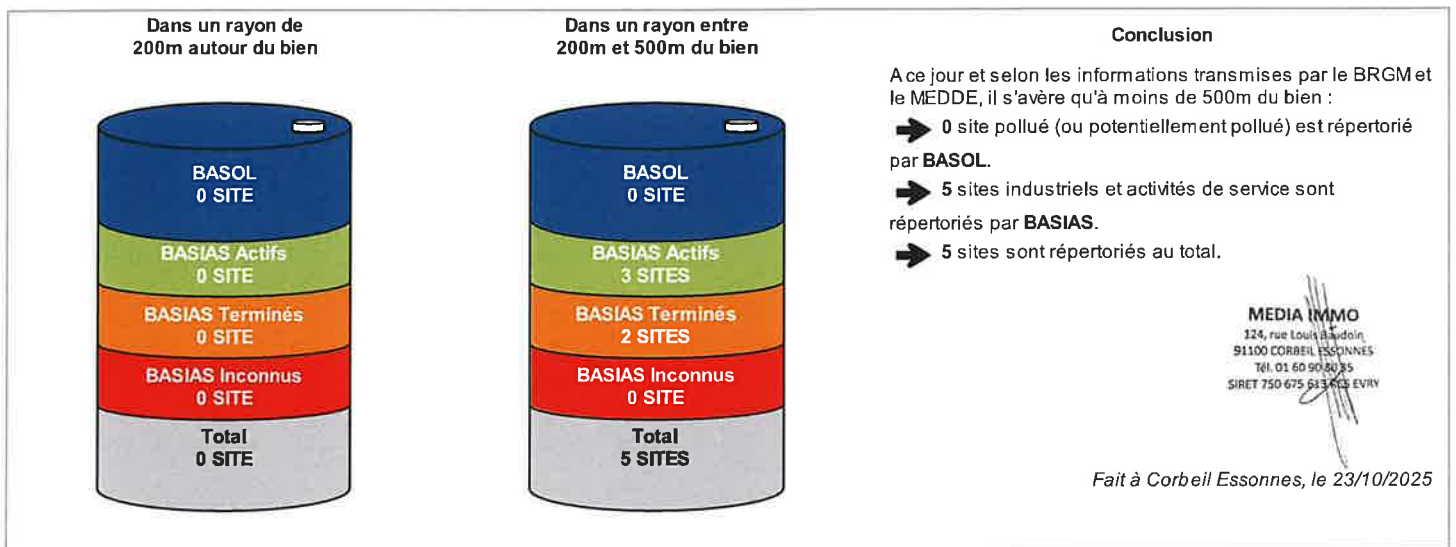 Dans un rayon de
200m autour du bien
BASOL
0 SITE
BASIAS Actifs
0 SITE
BASIAS Terminés
0 SITE
BASIAS Inconnus
0 SITE
Total
0 SITE
Dans un rayon entre
200m et 500m du bien
BASOL
0 SITE
BASIAS Actifs
3 SITES
BASIAS Terminés
2 SITES
BASIAS Inconnus
0 SITE
Total
5 SITES
Conclusion
A ce jour et selon les informations transmises par le BRGM et
le MEDDE, il s'avère qu'à moins de 500m du bien :
0 site pollué (ou potentiellement pollué) est répertorié
par BASOL.
5 sites industriels et activités de service sont
répertoriés par BASIAS.
5 sites sont répertoriés au total.
MEDIA IMMO
124, rue Louis Baudoin
91100 CORBEIL ESSONNES
Tél. 01 60 90
SIRET 750 675 613 EVRY
Fait à Corbeil Essonnes, le 23/10/2025